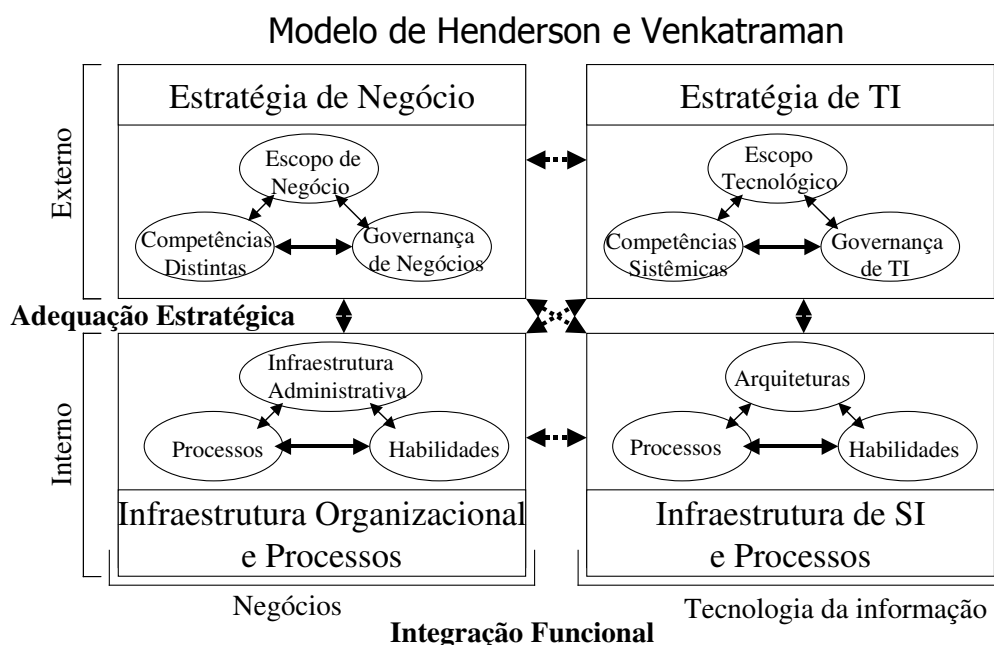 Modelo de Henderson e Venkatraman
Externo
Estratégia de Negócio
Escopo de
Negócio
Competências
Distintas
Governança
de Negócios
Estratégia de TI
Escopo
Tecnológico
Competências
Sistêmicas
Governança
de TI
Adequação Estratégica
Interno
Infraestrutura
Administrativa
Processos
Habilidades
Infraestrutura Organizacional
e Processos
Arquiteturas
Processos
Habilidades
Infraestrutura de SI
e Processos
Negócios
Tecnologia da informação
Integração Funcional